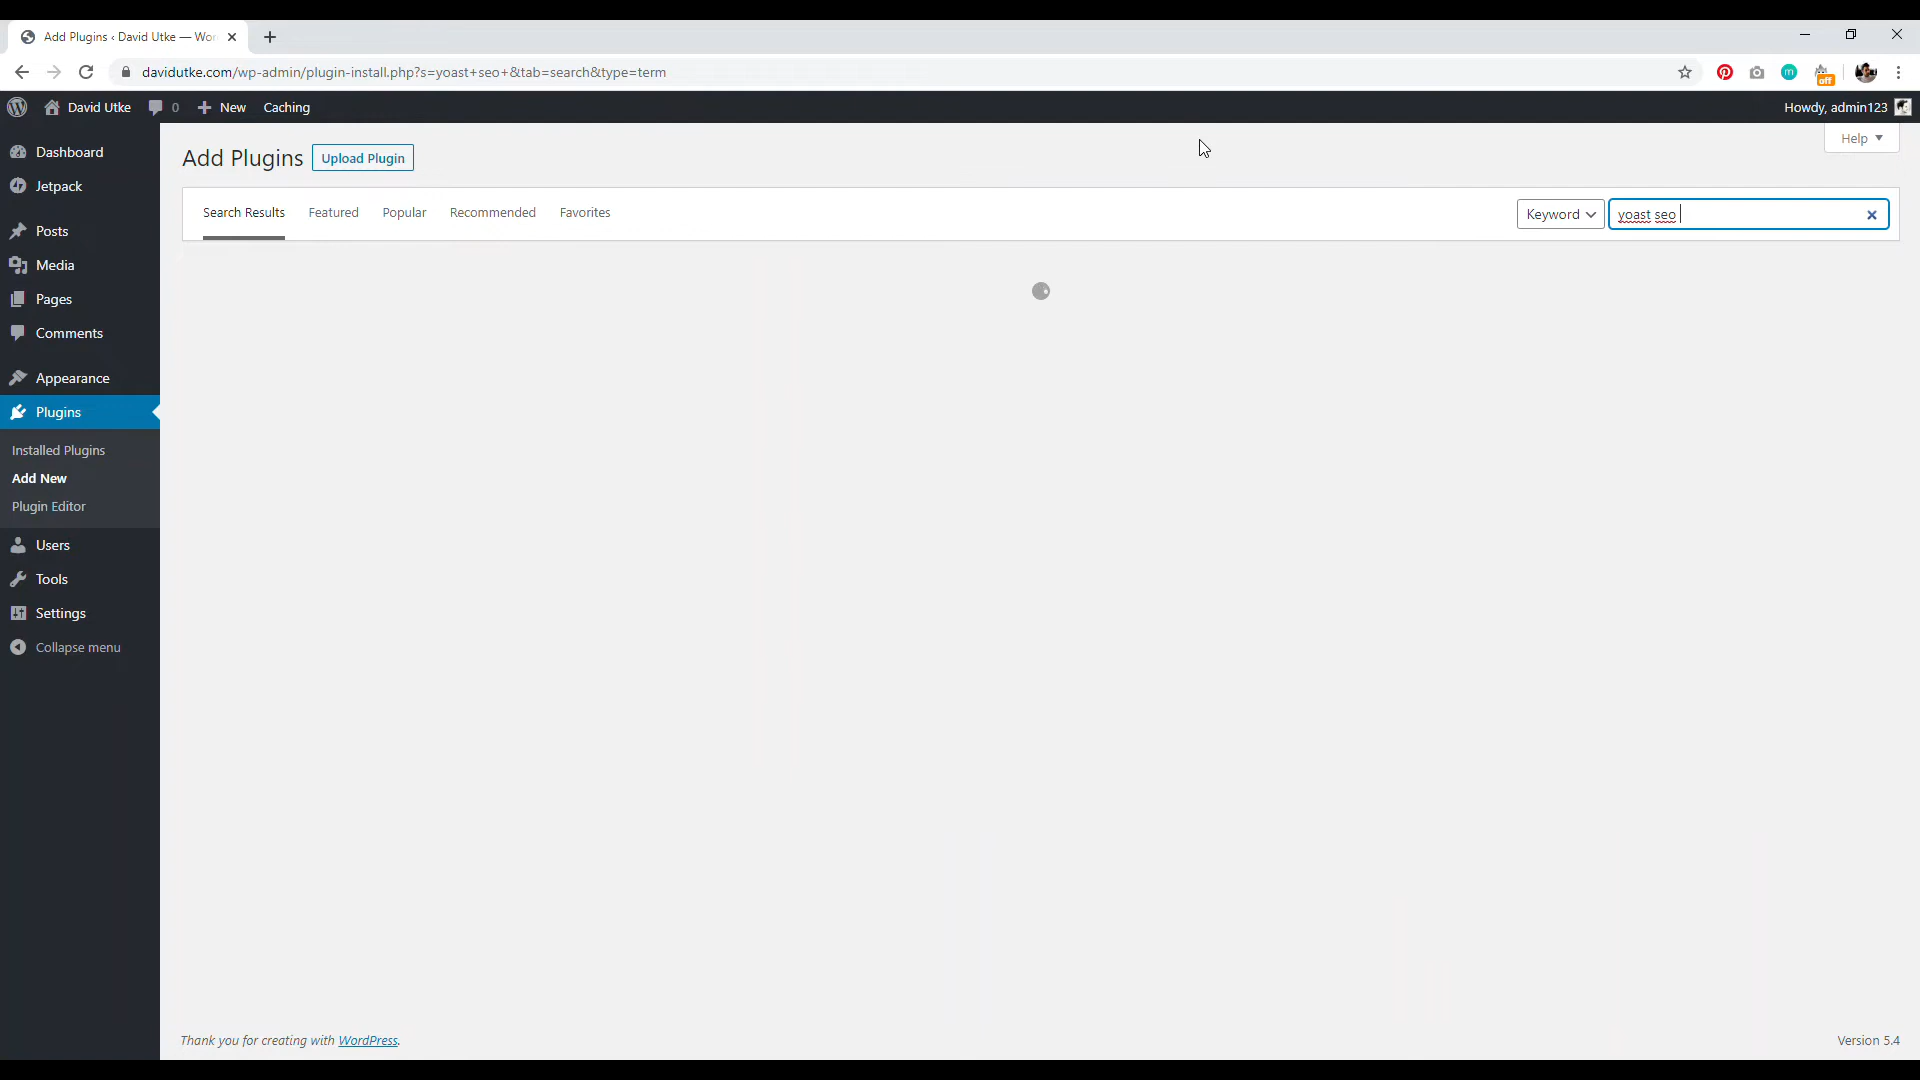 Add Plugins ‹ David Utke — Wor
davidutke.com/wp-admin/plugin-install.php?s=yoast+seo+&tab=search&type=term
m
off
David Utke 0 New Caching Howdy, admin123
Help
Dashboard
Jetpack
Posts
Media
Pages
Comments
Appearance
Plugins
Installed Plugins
Add New
Plugin Editor
Users
Tools
Settings
Collapse menu
Add Plugins Upload Plugin
Search Results Featured Popular Recommended Favorites Keyword yoast seo
Thank you for creating with WordPress. Version 5.4